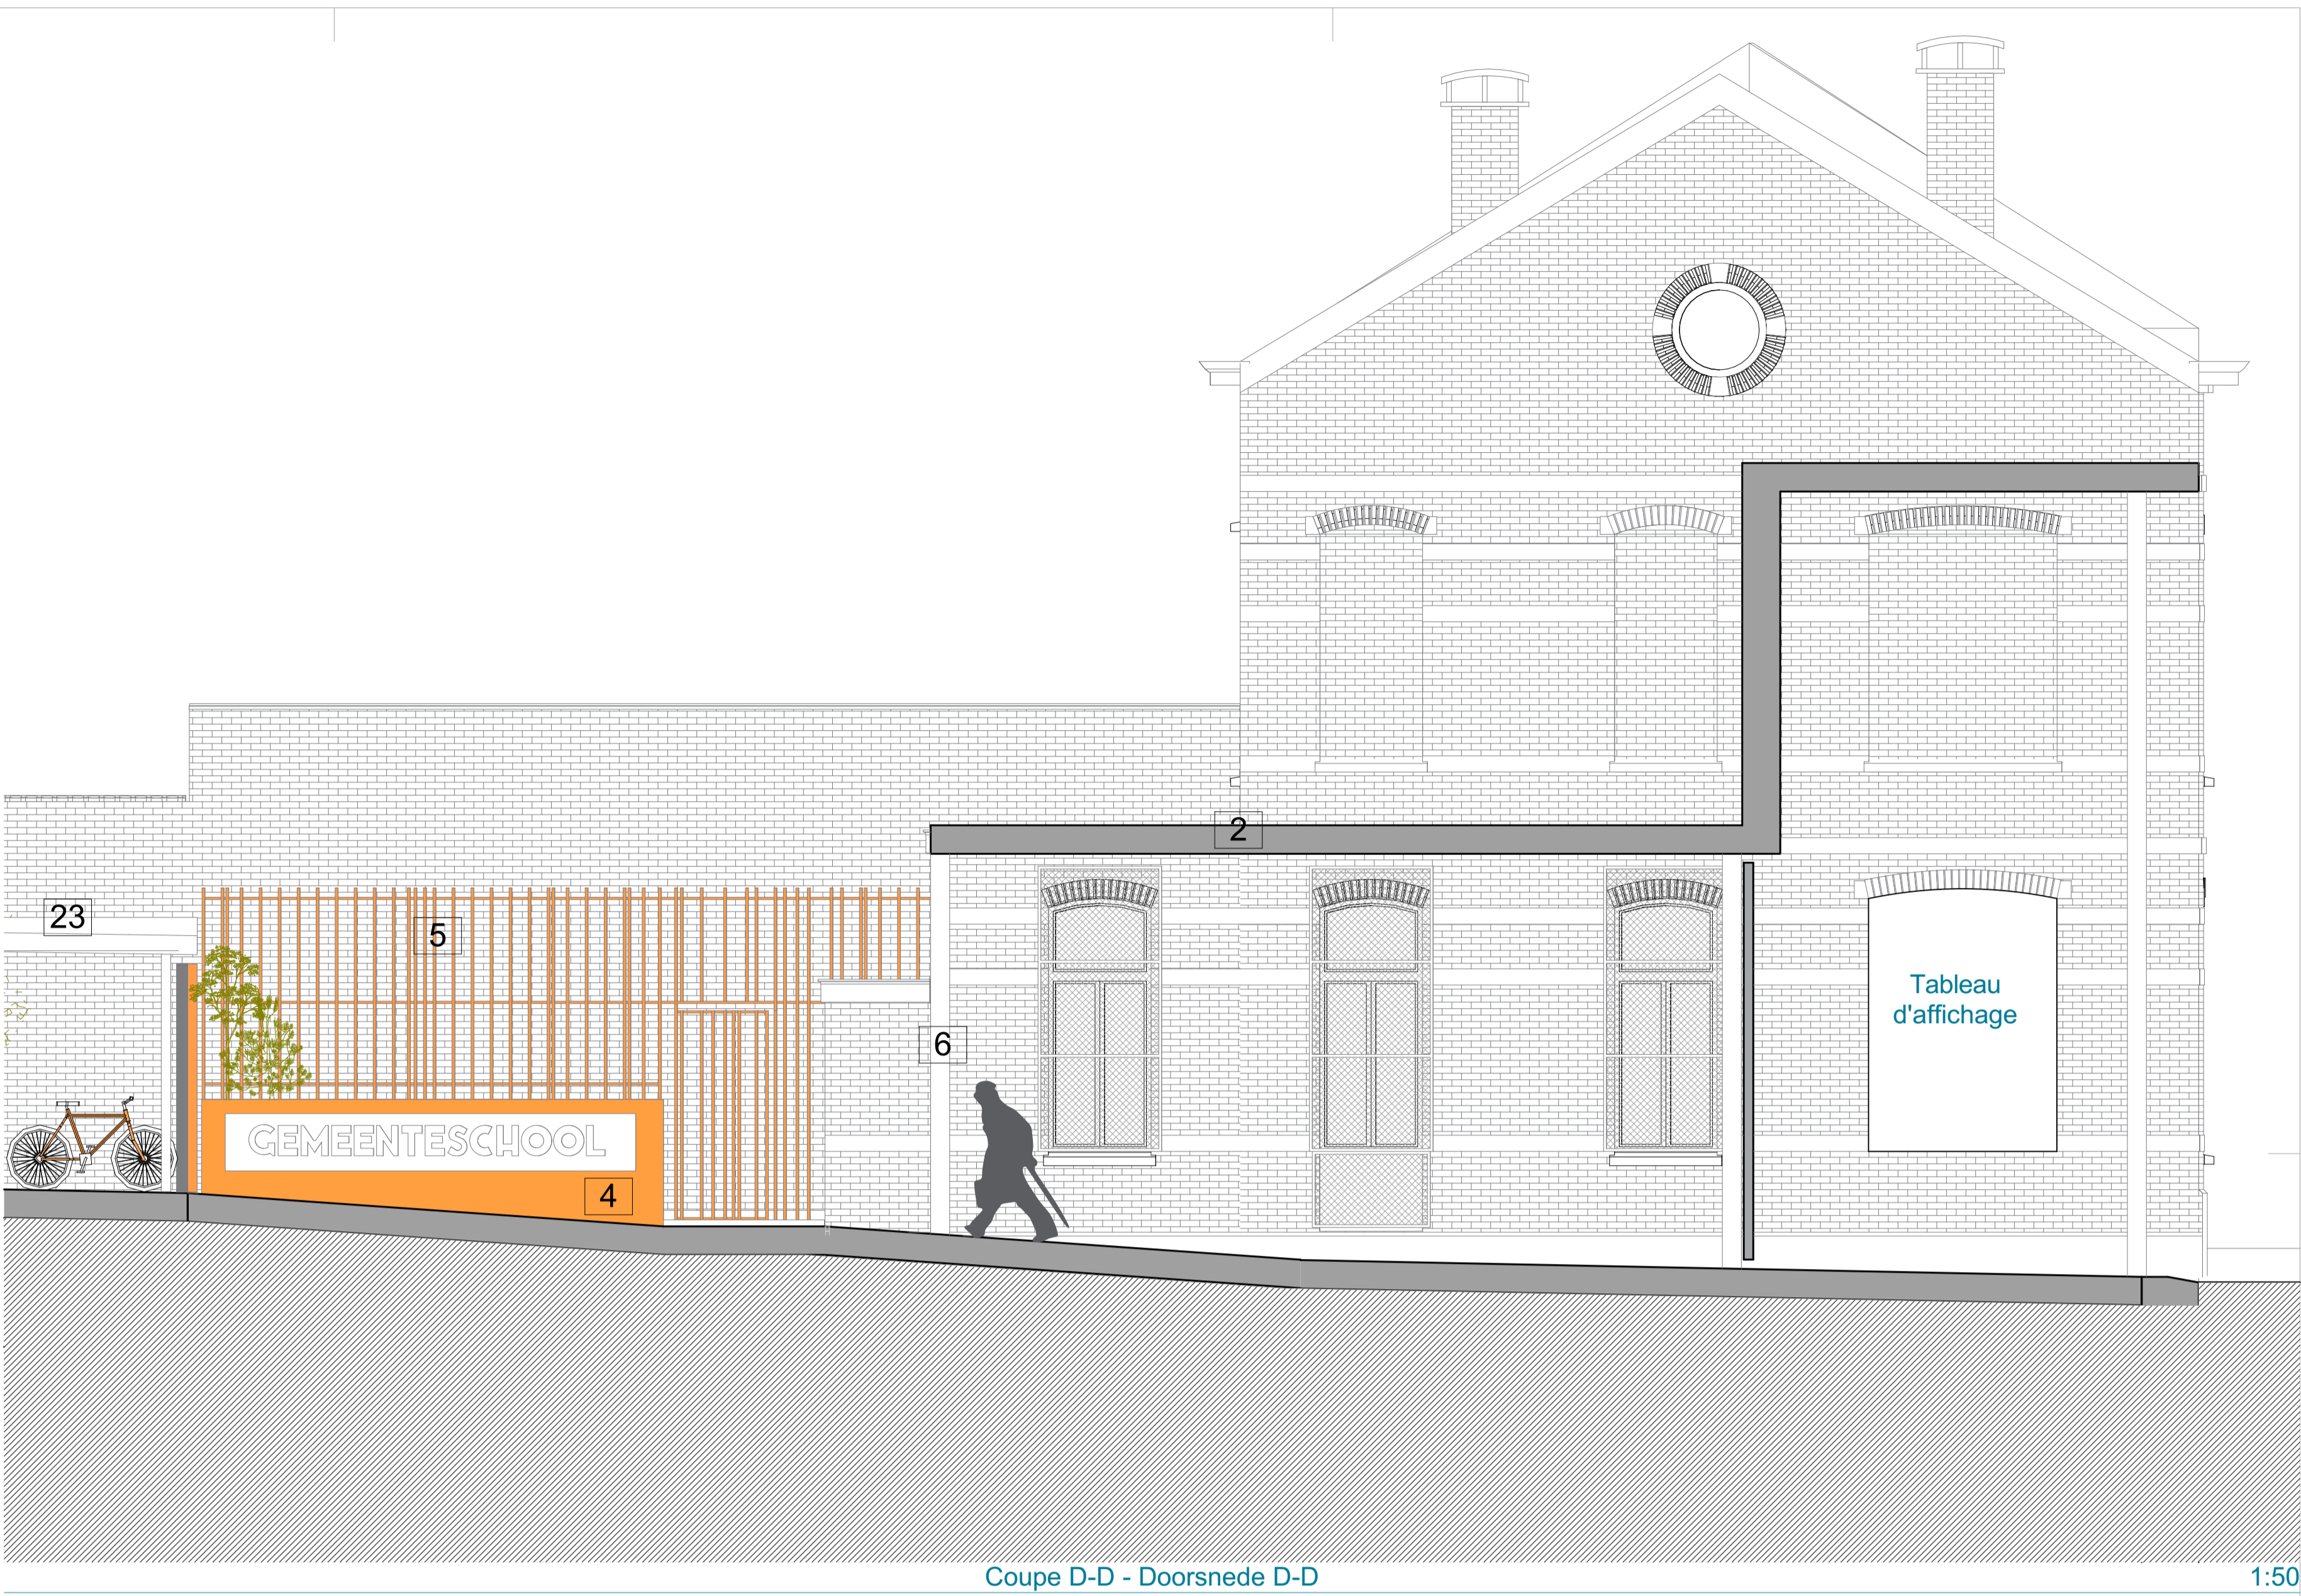 2
23
5
Tableau
d'affichage
6
GEMEENTESCHOOL
4
Coupe D-D - Doorsnede D-D
1:50